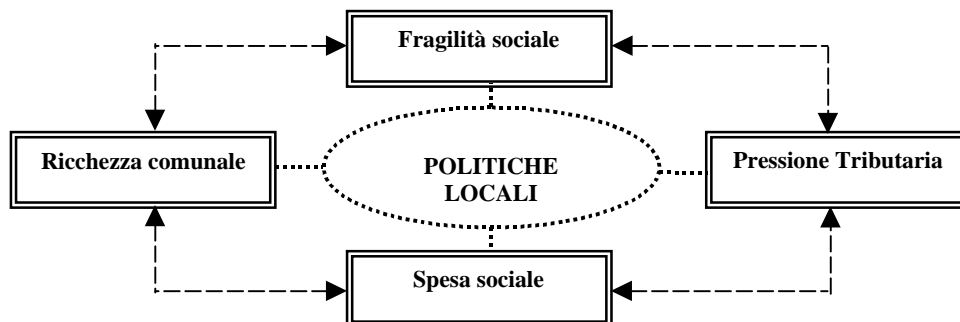 Fragilità sociale
Ricchezza comunale
POLITICHE
LOCALI
Pressione Tributaria
Spesa sociale